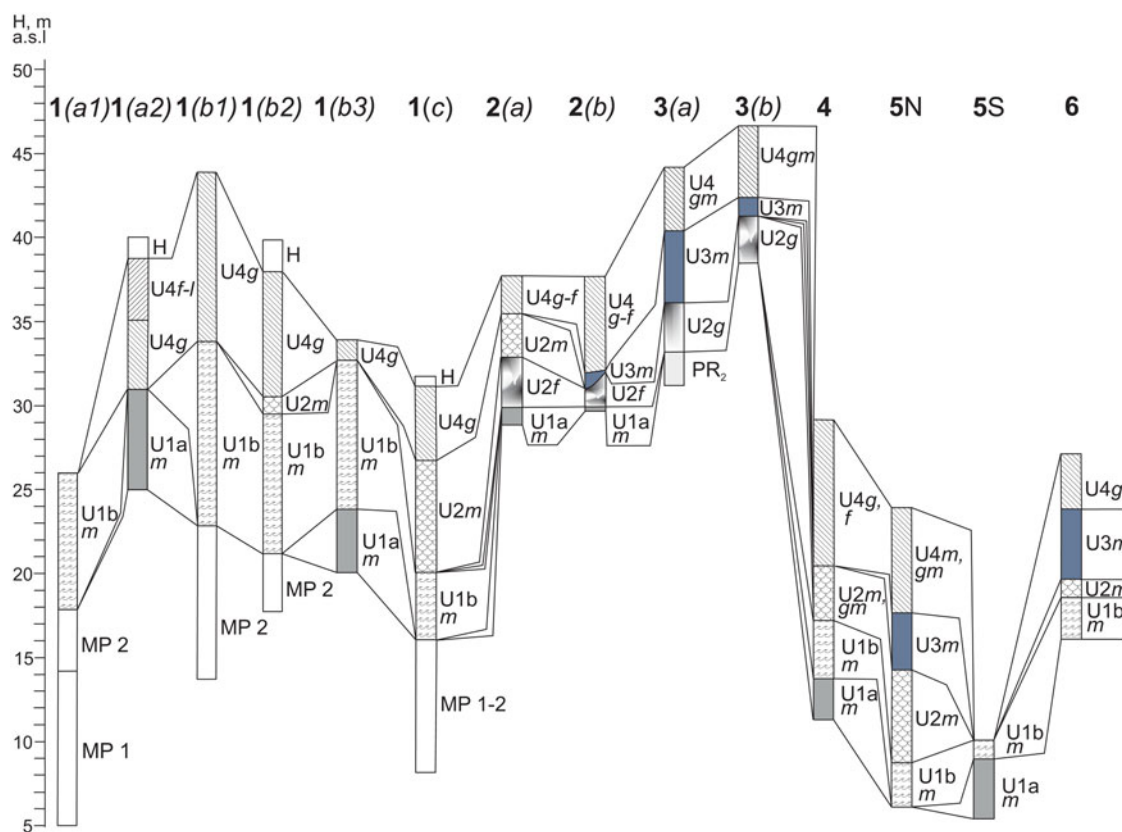 H, m
a.s.l
50
45
40
35
30
25
20
15
10
5
1(a1) 1(a2) 1(b1) 1(b2) 1(b3) 1(c) 2(a) 2(b) 3(a) 3(b) 4 5N 5S 6
U1b
m
MP 2
MP 1
H
U4f-l
U4g
U1a
m
U4g
U1b
m
MP 2
H
U4g
U2m
U1b
m
MP 2
U4g
U1b
m
U1a
m
H
U4g
U2m
U1b
m
MP 1-2
U4g-f
U2m
U2f
U1a
m
U4
g-f
U3m
U2f
U1a
m
U4
gm
U3m
U2g
PR2
U4gm
U3m
U2g
U4g,
f
U2m,
gm
U1b
m
U1a
m
U4m,
gm
U3m
U2m
U1b
m
U1b
m
U1a
m
U4g
U3m
U2m
U1b
m